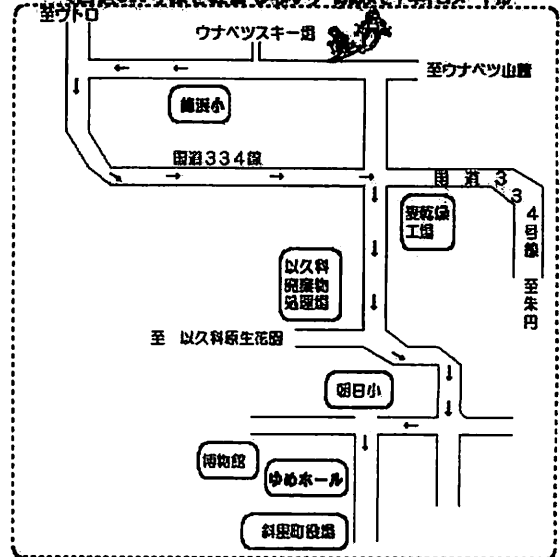 至ウトロ
ウナベツスキー場
至ウナベツ山麓
峰浜小
国道334線
国道33
4号線 至朱円
麦乾燥
工場
以久科
廃棄物
処理場
至 以久科原生花園
朝日小
博物館
ゆめホール
斜里町役場